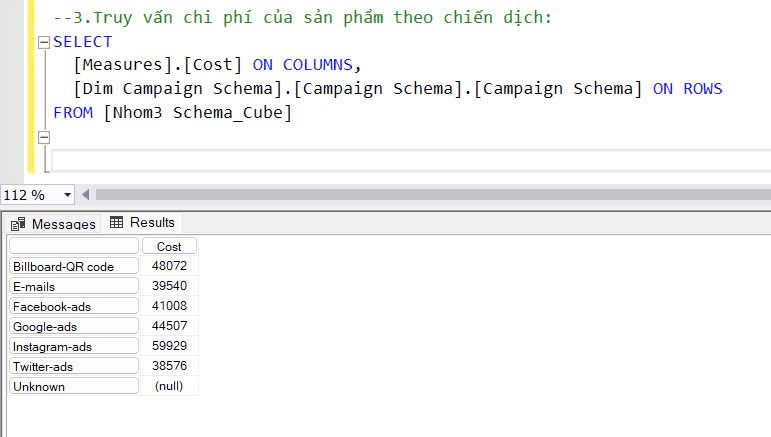 --3.Truy vấn chi phí của sản phẩm theo chiến dịch:
SELECT
[Measures].[Cost] ON COLUMNS,
[Dim Campaign Schema].[Campaign Schema].[Campaign Schema] ON ROWS
FROM [Nhom3 Schema_Cube]
112 %
Messages Results
Cost
Billboard-QR code 48072
E-mails 39540
Facebook-ads 41008
Google-ads 44507
Instagram-ads 59929
Twitter-ads 38576
Unknown (null)